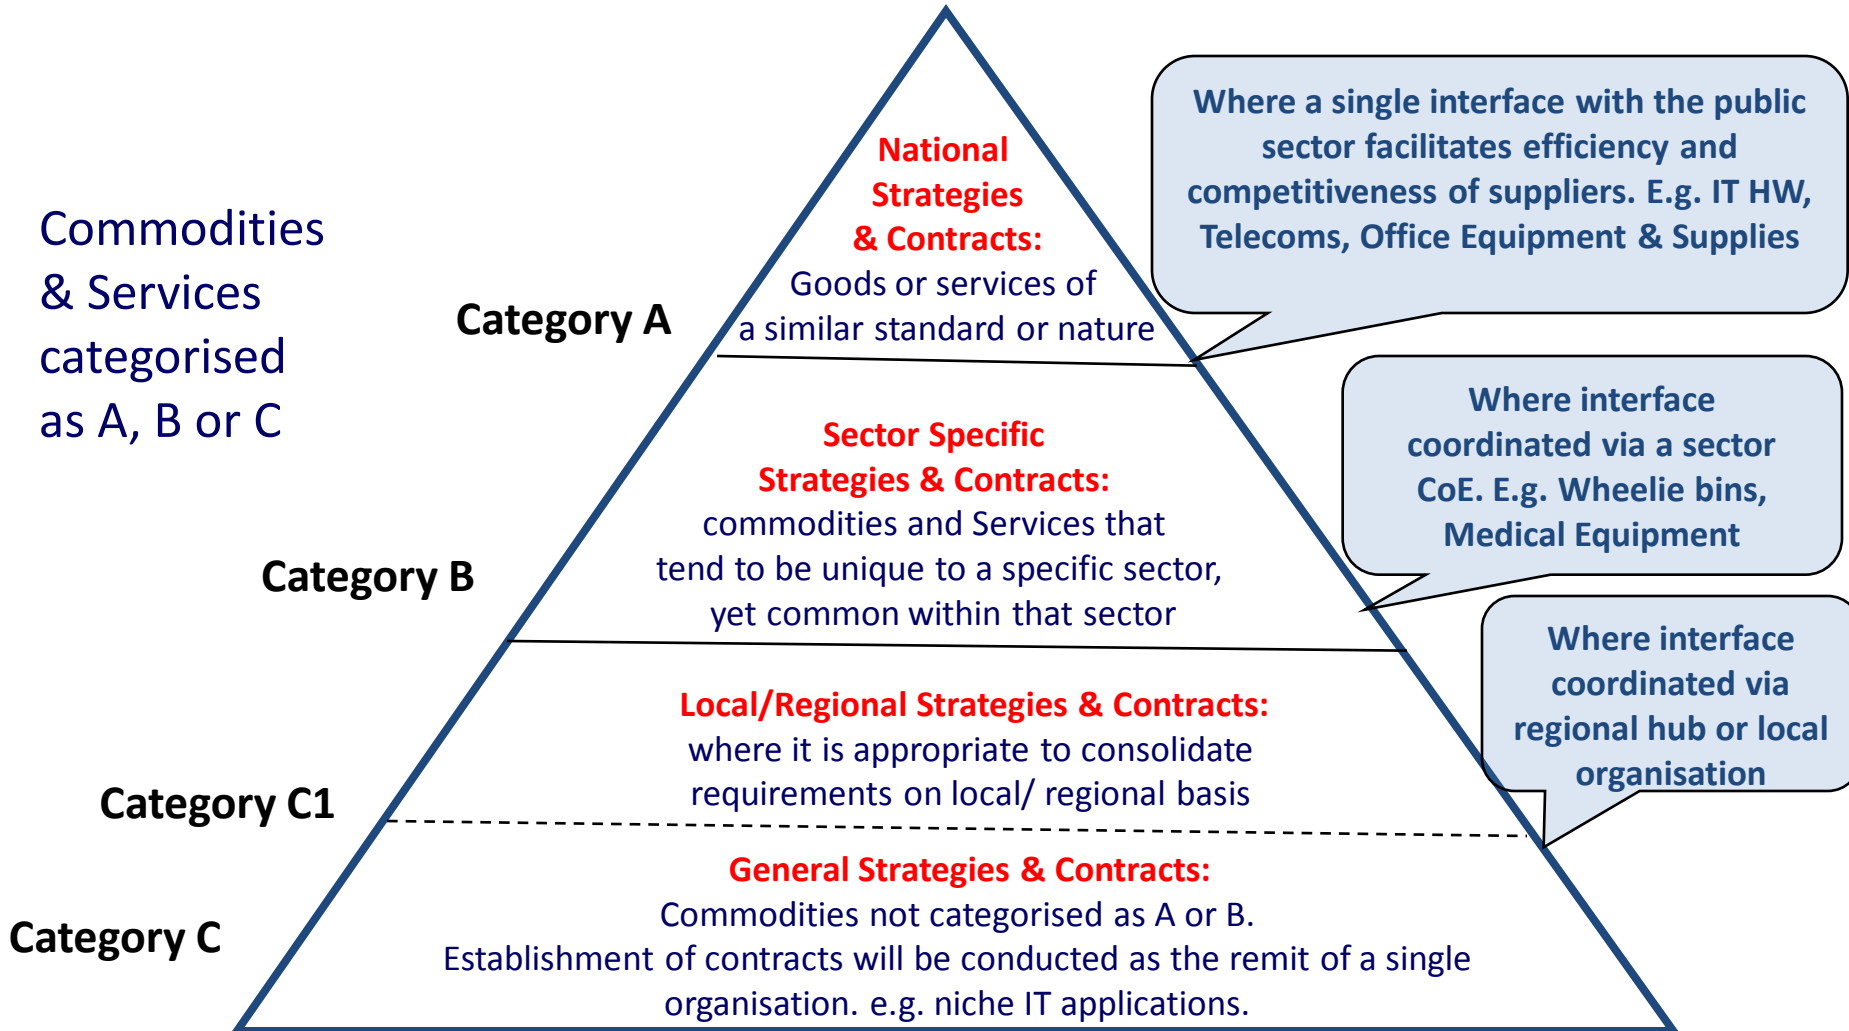 Commodities
& Services
categorised
as A, B or C
Category A
National
Strategies
& Contracts:
Goods or services of
a similar standard or nature
Where a single interface with the public
sector facilitates efficiency and
competitiveness of suppliers. E.g. IT HW,
Telecoms, Office Equipment & Supplies
Category B
Sector Specific
Strategies & Contracts:
commodities and Services that
tend to be unique to a specific sector,
yet common within that sector
Where interface
coordinated via a sector
CoE. E.g. Wheelie bins,
Medical Equipment
Category C1
Local/Regional Strategies & Contracts:
where it is appropriate to consolidate
requirements on local/ regional basis
Where interface
coordinated via
regional hub or local
organisation
Category C
General Strategies & Contracts:
Commodities not categorised as A or B.
Establishment of contracts will be conducted as the remit of a single
organisation. e.g. niche IT applications.